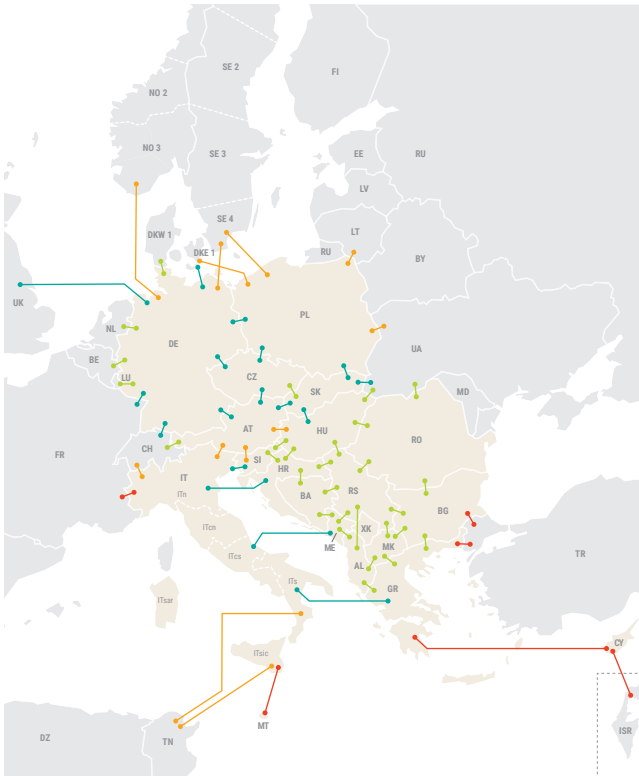 SE 2
FI
NO 2
NO 3
SE 3
EE
RU
LV
SE 4
DKW 1
LT
DKE 1
RU
BY
UK
NL
DE
PL
BE
UA
LU
CZ
SK
MD
AT
HU
CH
RO
FR
IT
SI
HR
ITn
BA
RS
BG
ITcn
XK
ME
MK
TR
ITcs
AL
ITs
GR
ITsar
CY
ITsic
MT
ISR
DZ
TN